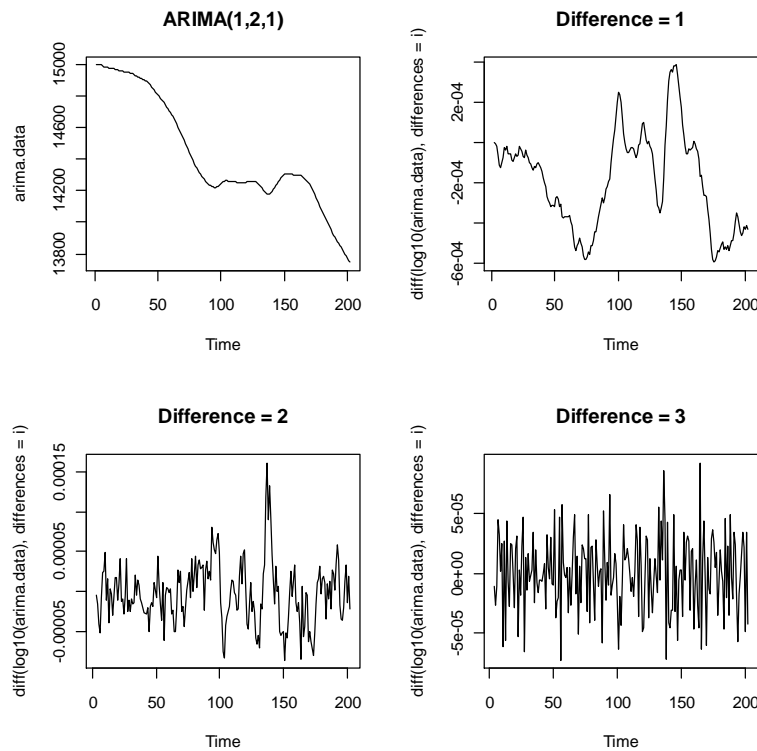 ARIMA(1,2,1)
arima.data
13800 14200 14600 15000
0 50 100 150 200
Time
Difference = 1
diff(log10(arima.data), differences = i)
-6e-04 -2e-04 2e-04
0 50 100 150 200
Time
Difference = 2
diff(log10(arima.data), differences = i)
-0.00005 0.00005 0.00015
0 50 100 150 200
Time
Difference = 3
diff(log10(arima.data), differences = i)
-5e-05 0e+00 5e-05
0 50 100 150 200
Time